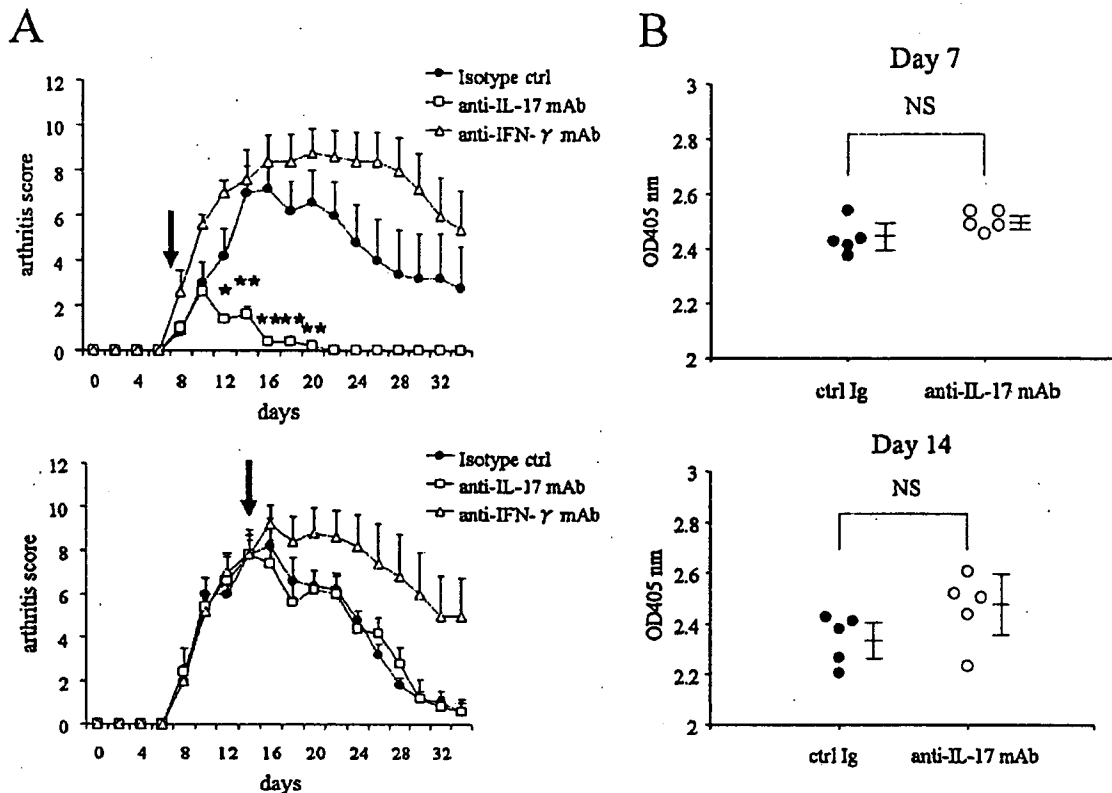 A
12
10
8
6
4
2
0
arthritis score
Isotype ctrl
anti-IL-17 mAb
anti-IFN-γ mAb
★
★★
★★★★
★★
0 4 8 12 16 20 24 28 32
days
12
10
8
6
4
2
0
arthritis score
Isotype ctrl
anti-IL-17 mAb
anti-IFN-γ mAb
0 4 8 12 16 20 24 28 32
days
B
Day 7
NS
3
2.8
2.6
2.4
2.2
2
OD405 nm
ctrl Ig anti-IL-17 mAb
Day 14
NS
3
2.8
2.6
2.4
2.2
2
OD405 nm
ctrl Ig anti-IL-17 mAb